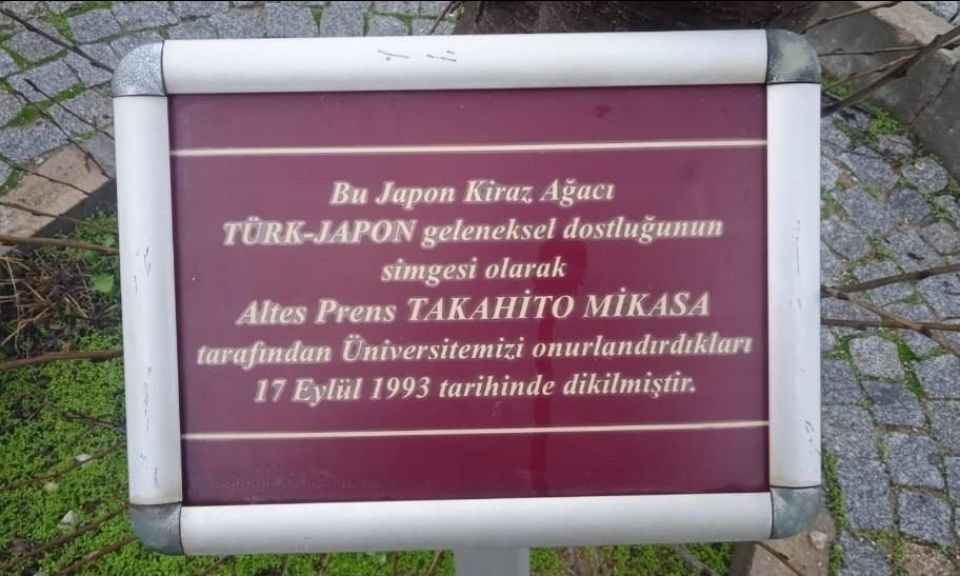 Bu Japon Kiraz Ağacı
TÜRK-JAPON geleneksel dostluğunun
simgesi olarak
Altes Prens TAKAHİTO MİKASA
tarafından Üniversitemizi onurlandırdıkları
17 Eylül 1993 tarihinde dikilmiştir.